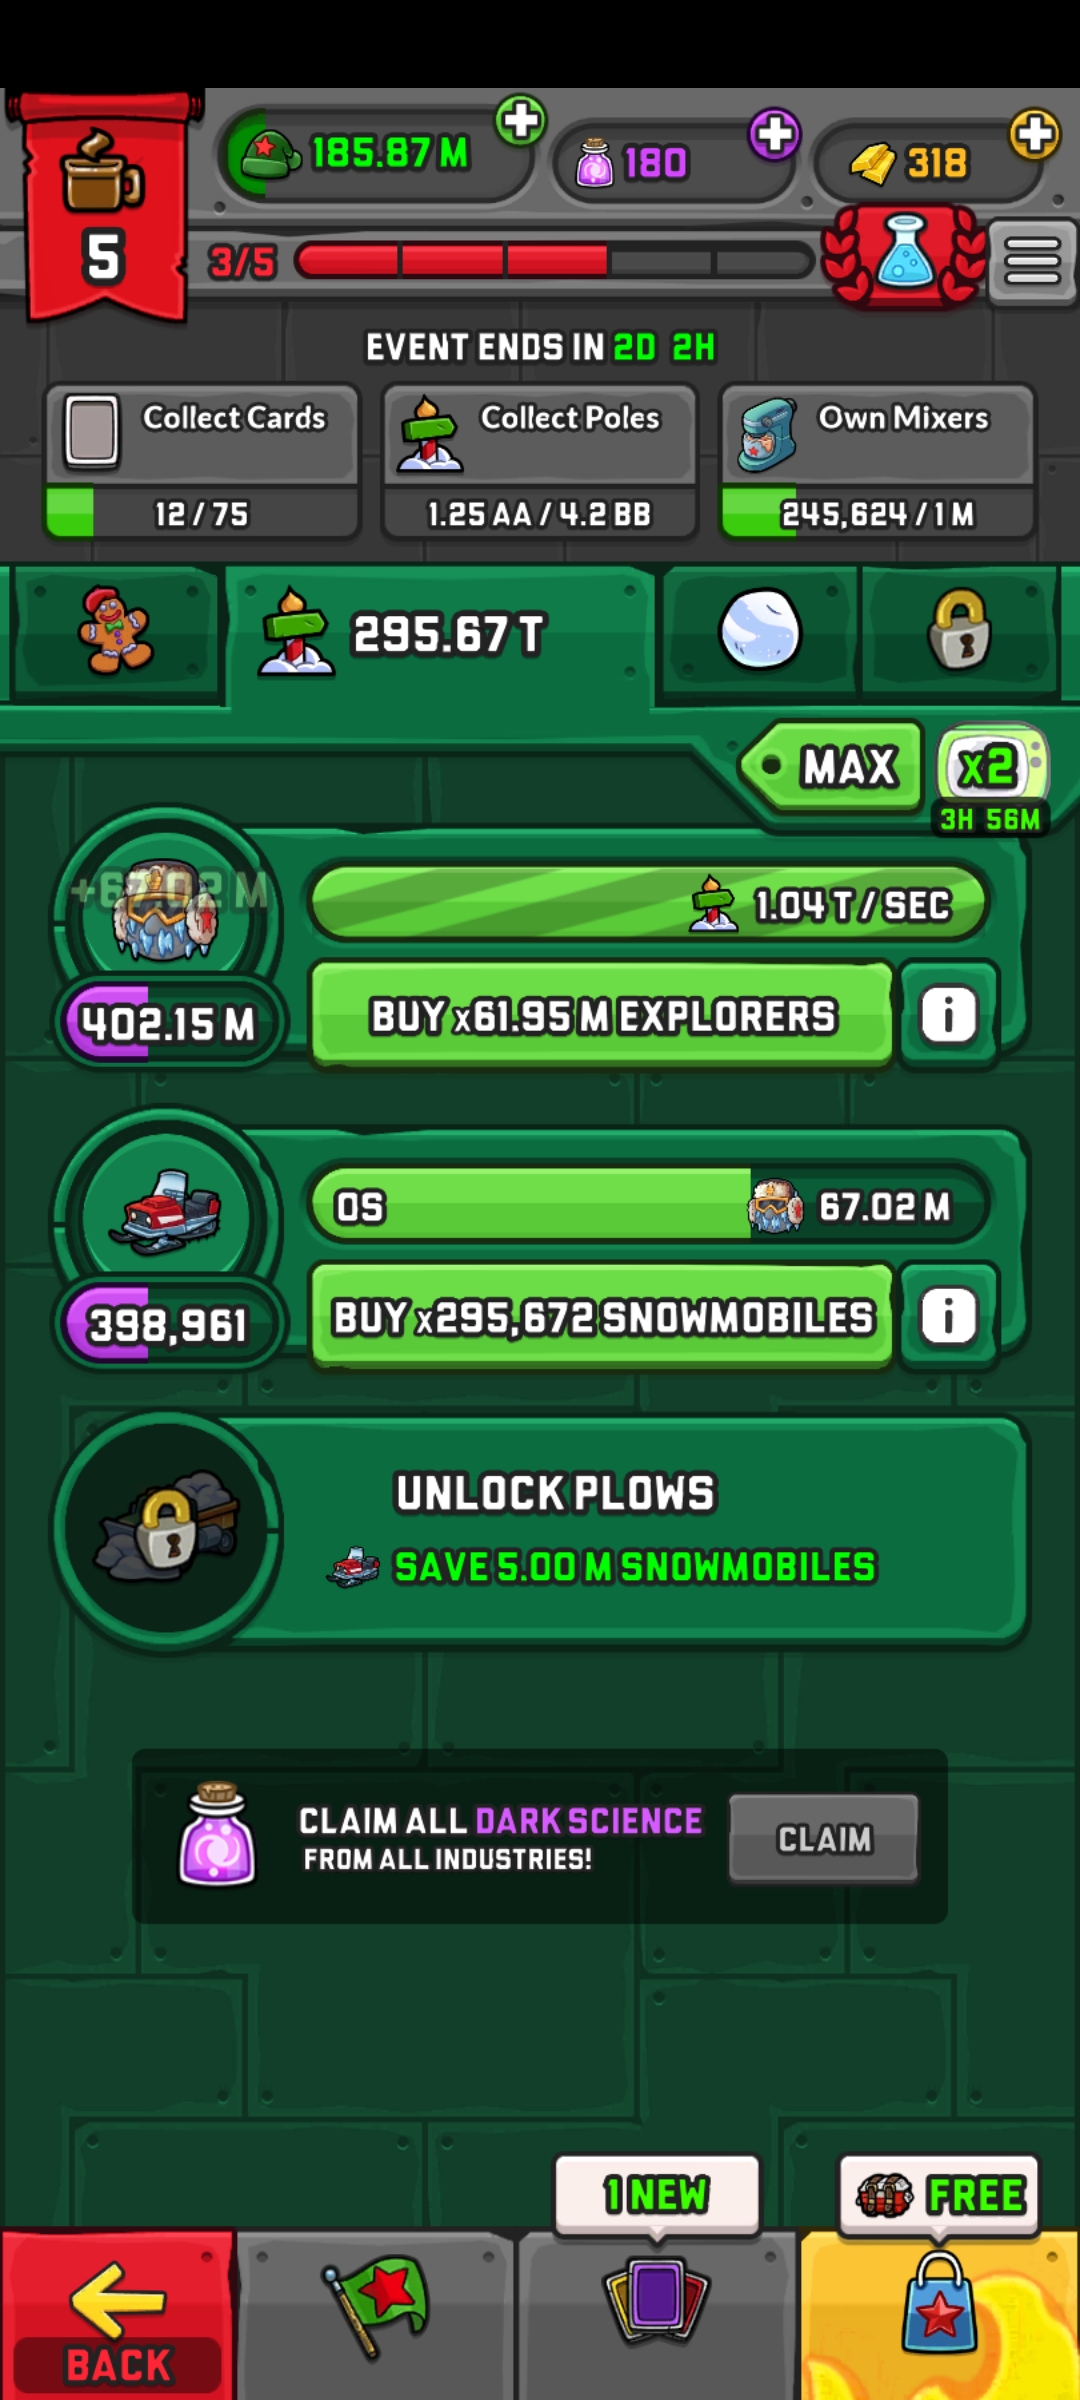 185.87 M
180
318
5
3/5
EVENT ENDS IN 2D 2H
Collect Cards
12 / 75
Collect Poles
1.25 AA / 4.2 BB
Own Mixers
245,624 / 1 M
295.67 T
MAX
x2
3H 56M
+67.02 M
1.04 T / SEC
402.15 M
BUY x61.95 M EXPLORERS
i
0S
67.02 M
398,961
BUY x295,672 SNOWMOBILES
i
UNLOCK PLOWS
SAVE 5.00 M SNOWMOBILES
CLAIM ALL DARK SCIENCE
FROM ALL INDUSTRIES!
CLAIM
1 NEW
FREE
BACK